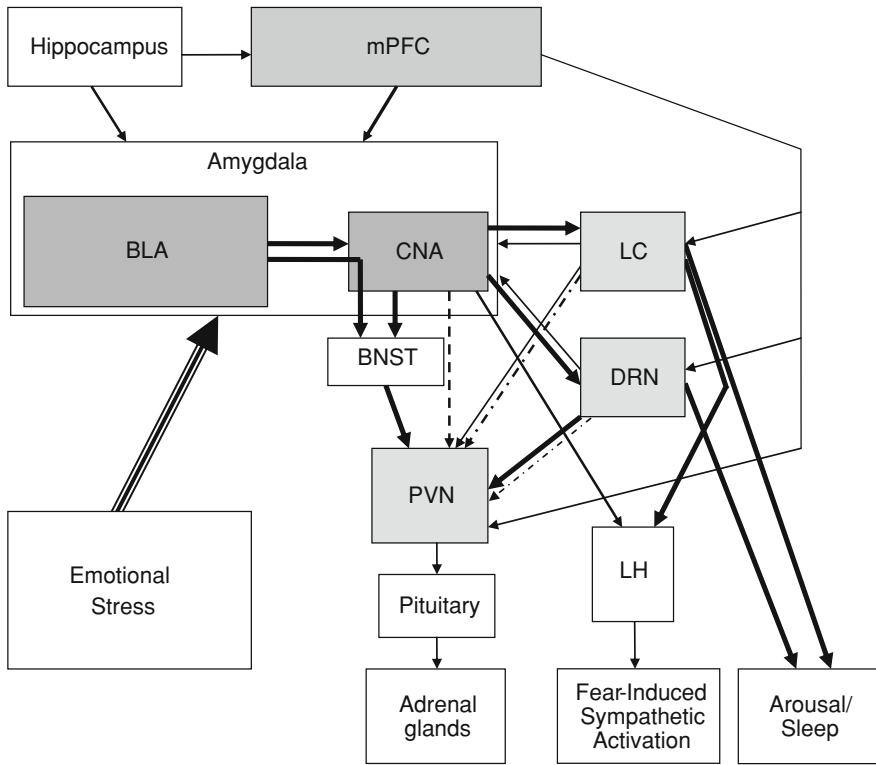 Hippocampus
mPFC
Amygdala
BLA
CNA
LC
BNST
DRN
PVN
Emotional
Stress
LH
Pituitary
Adrenal
glands
Fear-Induced
Sympathetic
Activation
Arousal/
Sleep